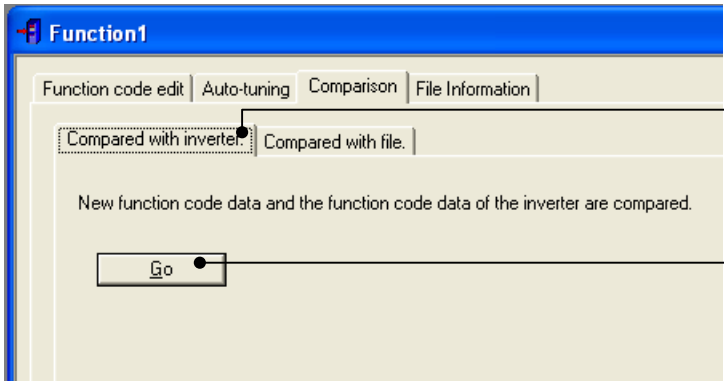 Function1
Function code edit Auto-tuning Comparison File Information
Compared with inverter. Compared with file.
New function code data and the function code data of the inverter are compared.
Go